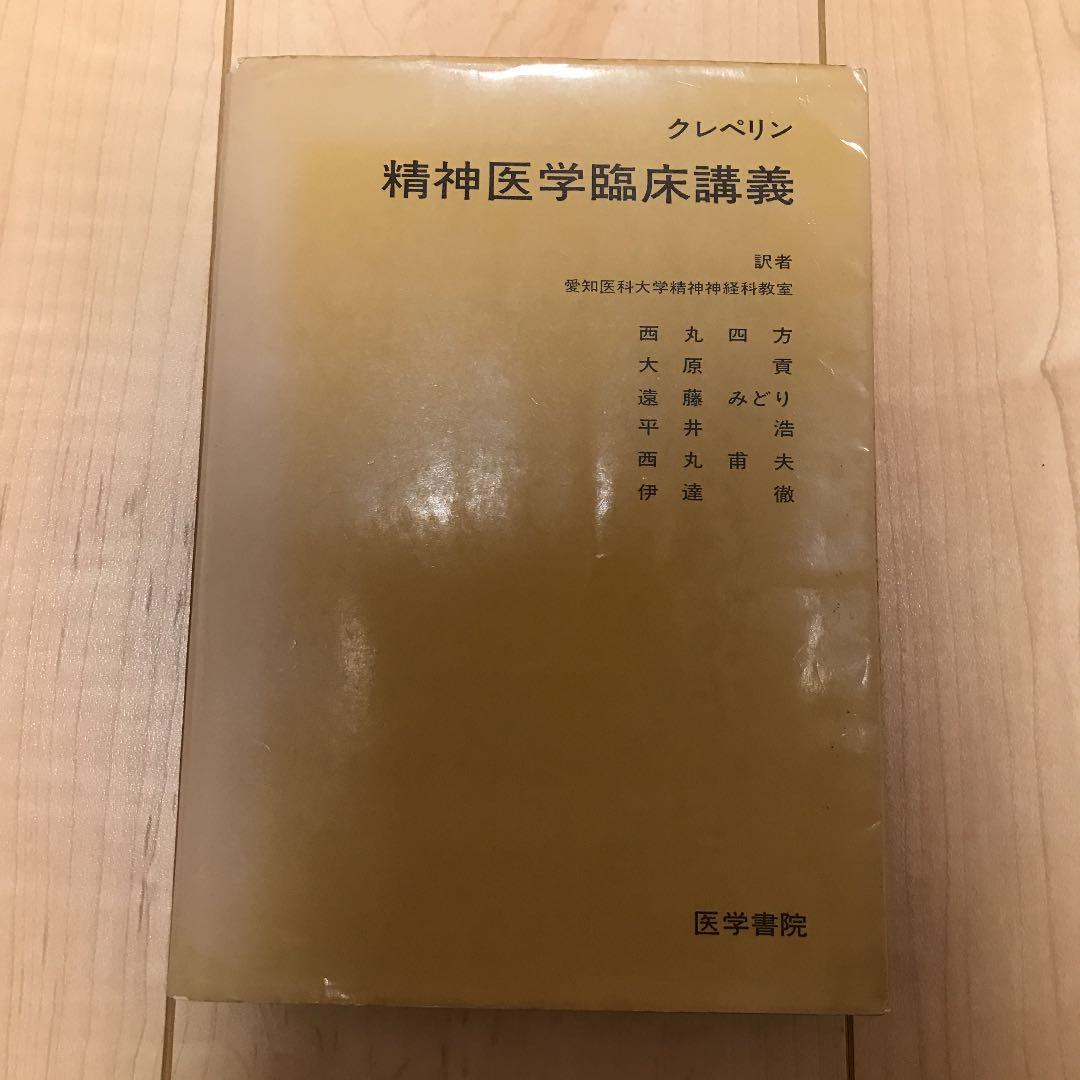 クレペリン
精神医学臨床講義
訳者
愛知医科大学精神神経科教室
西丸四方
大原貢
遠藤みどり
平井浩
西丸甫夫
伊達徹
医学書院